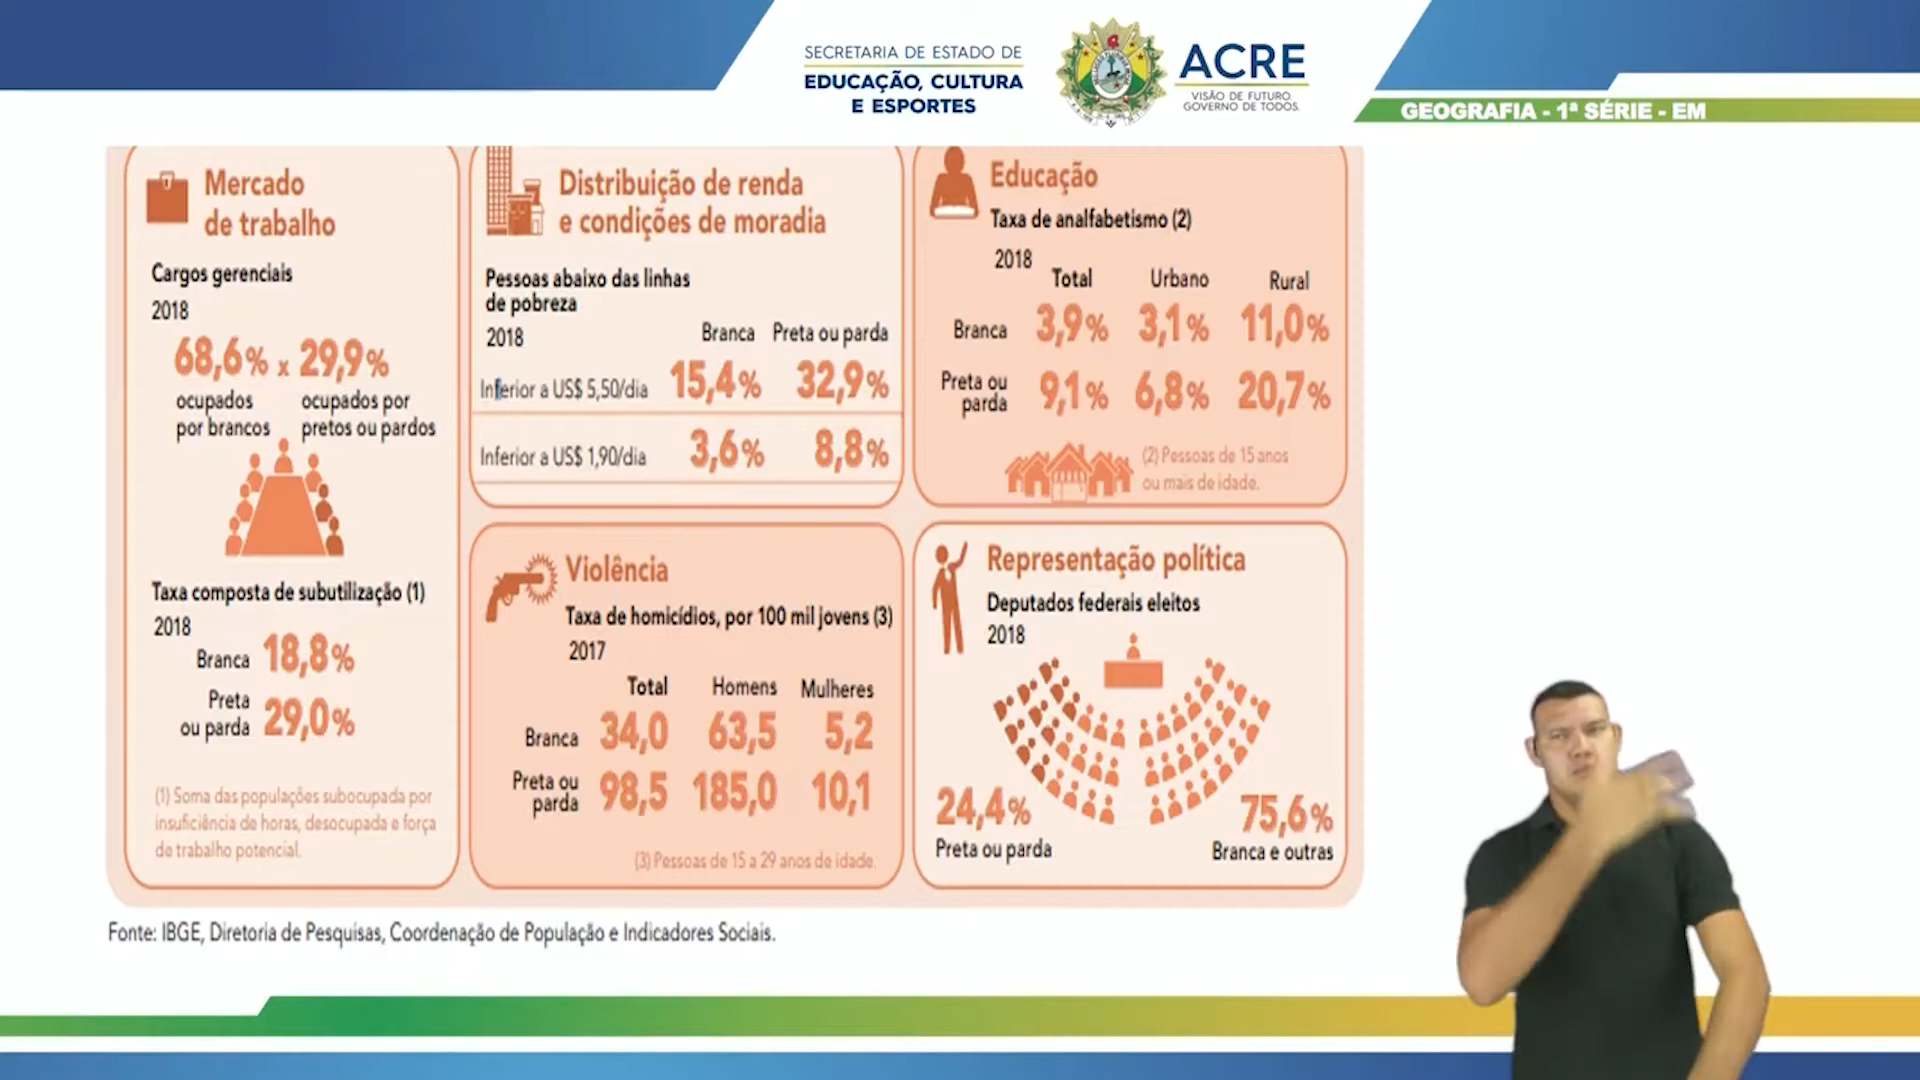 SECRETARIA DE ESTADO DE
EDUCAÇÃO, CULTURA
E ESPORTES
ACRE
VISÃO DE FUTURO.
GOVERNO DE TODOS.
GEOGRAFIA - 1ª SÉRIE - EM
Mercado
de trabalho
Cargos gerenciais
2018
68,6% x 29,9%
ocupados
por brancos
ocupados por
pretos ou pardos
Taxa composta de subutilização (1)
2018
Branca 18,8%
Preta
ou parda 29,0%
(1) Soma das populações subocupada por
insuficiência de horas, desocupada e força
de trabalho potencial.
Distribuição de renda
e condições de moradia
Pessoas abaixo das linhas
de pobreza
2018
Branca Preta ou parda
Inferior a US$ 5,50/dia 15,4% 32,9%
Inferior a US$ 1,90/dia 3,6% 8,8%
Educação
Taxa de analfabetismo (2)
2018
Total Urbano Rural
Branca 3,9% 3,1% 11,0%
Preta ou
parda 9,1% 6,8% 20,7%
(2) Pessoas de 15 anos
ou mais de idade.
Violência
Taxa de homicídios, por 100 mil jovens (3)
2017
Total Homens Mulheres
Branca 34,0 63,5 5,2
Preta ou
parda 98,5 185,0 10,1
(3) Pessoas de 15 a 29 anos de idade.
Representação política
Deputados federais eleitos
2018
24,4%
Preta ou parda
75,6%
Branca e outras
Fonte: IBGE, Diretoria de Pesquisas, Coordenação de População e Indicadores Sociais.